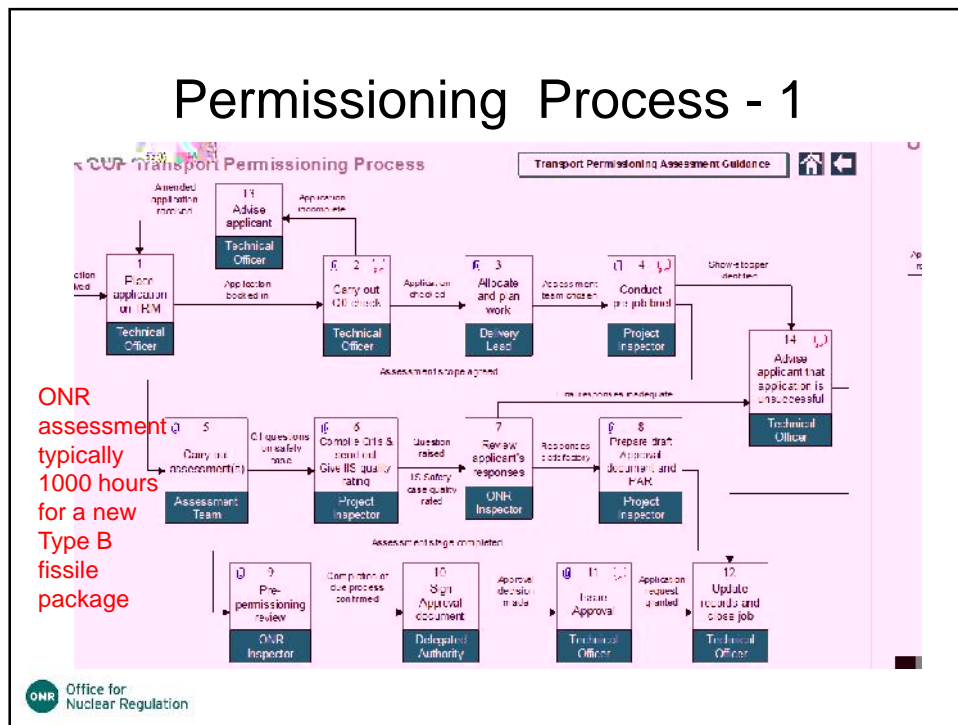 Permissioning Process - 1
Transport Permissioning Process
Transport Permissioning Assessment Guidance
Amended
application
received
13
Advise
applicant
Technical
Officer
Application
incomplete
1
Place
application
on TRIM
Technical
Officer
Application
booked in
2
Carry out
check
Technical
Officer
Application
checked
3
Allocate
and plan
work
Delivery
Lead
Assessment
team chosen
4
Conduct
pre-job brief
Project
Inspector
Show-stopper
identified
14
Advise
applicant that
application is
unsuccessful
Technical
Officer
Assessment scope agreed
responses inadequate
ONR
assessment
typically
1000 hours
for a new
Type B
fissile
package
5
Carry out
assessment(s)
Assessment
Team
questions
on safety
case
6
Compile &
send out
Give IIS quality
rating
Project
Inspector
Question
raised
IIS Safety
case quality
rated
7
Review
applicant's
responses
ONR
Inspector
Responses
satisfactory
8
Prepare draft
Approval
document and
PAR
Project
Inspector
Assessment stage completed
9
Pre-
permissioning
review
ONR
Inspector
Completion of
due process
confirmed
10
Sign
Approval
document
Delegated
Authority
Approval
decision
made
11
Issue
Approval
Technical
Officer
Application
request
granted
12
Update
records and
close job
Technical
Officer
ONR
Office for
Nuclear Regulation